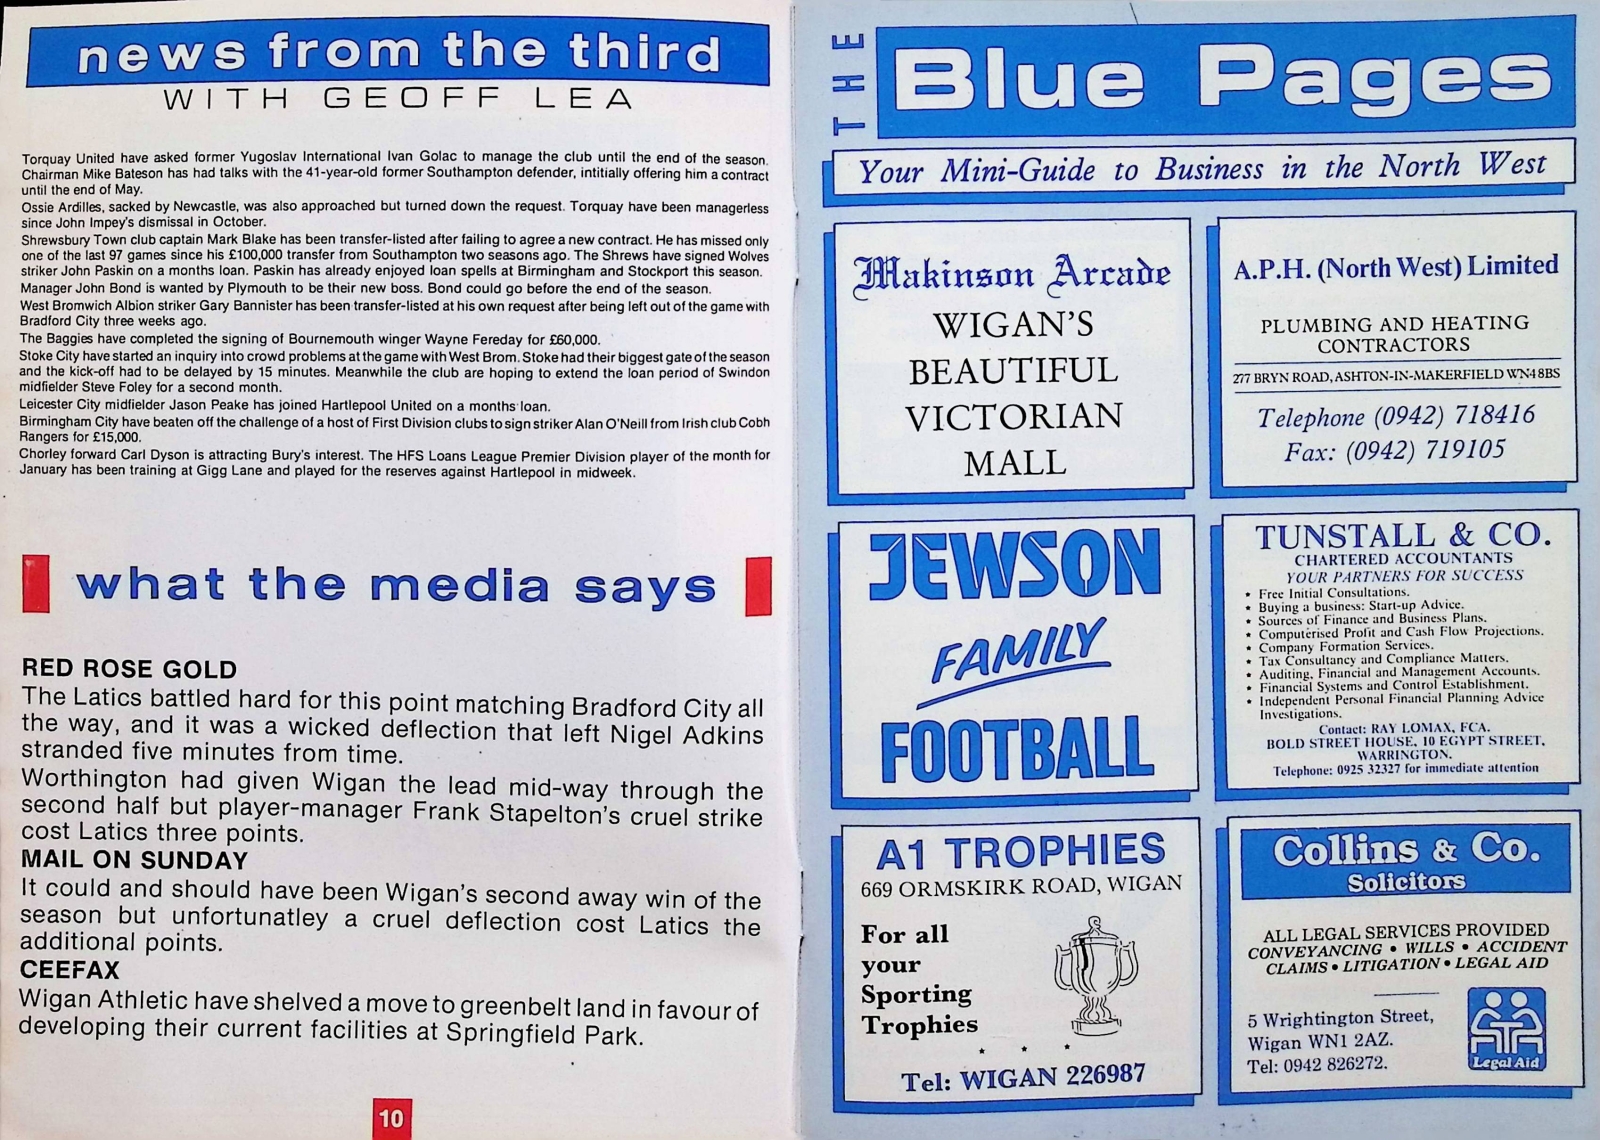 news from the third
WITH GEOFF LEA
Torquay United have asked former Yugoslav International Ivan Golac to manage the club until the end of the season.
Chairman Mike Bateson has had talks with the 41-year-old former Southampton defender, intitially offering him a contract
until the end of May.
Ossie Ardilles, sacked by Newcastle, was also approached but turned down the request. Torquay have been managerless
since John Impey's dismissal in October.
Shrewsbury Town club captain Mark Blake has been transfer-listed after failing to agree a new contract. He has missed only
one of the last 97 games since his £100,000 transfer from Southampton two seasons ago. The Shrews have signed Wolves
striker John Paskin on a months loan. Paskin has already enjoyed loan spells at Birmingham and Stockport this season.
Manager John Bond is wanted by Plymouth to be their new boss. Bond could go before the end of the season.
West Bromwich Albion striker Gary Bannister has been transfer-listed at his own request after being left out of the game with
Bradford City three weeks ago.
The Baggies have completed the signing of Bournemouth winger Wayne Fereday for £60,000.
Stoke City have started an inquiry into crowd problems at the game with West Brom. Stoke had their biggest gate of the season
and the kick-off had to be delayed by 15 minutes. Meanwhile the club are hoping to extend the loan period of Swindon
midfielder Steve Foley for a second month.
Leicester City midfielder Jason Peake has joined Hartlepool United on a months loan.
Birmingham City have beaten off the challenge of a host of First Division clubs to sign striker Alan O'Neill from Irish club Cobh
Rangers for £15,000.
Chorley forward Carl Dyson is attracting Bury's interest. The HFS Loans League Premier Division player of the month for
January has been training at Gigg Lane and played for the reserves against Hartlepool in midweek.
what the media says
RED ROSE GOLD
The Latics battled hard for this point matching Bradford City all
the way, and it was a wicked deflection that left Nigel Adkins
stranded five minutes from time.
Worthington had given Wigan the lead mid-way through the
second half but player-manager Frank Stapelton's cruel strike
cost Latics three points.
MAIL ON SUNDAY
It could and should have been Wigan's second away win of the
season but unfortunatley a cruel deflection cost Latics the
additional points.
CEEFAX
Wigan Athletic have shelved a move to greenbelt land in favour of
developing their current facilities at Springfield Park.
10
THE
Blue Pages
Your Mini-Guide to Business in the North West
Makinson Arcade
WIGAN'S
BEAUTIFUL
VICTORIAN
MALL
A.P.H. (North West) Limited
PLUMBING AND HEATING
CONTRACTORS
277 BRYN ROAD, ASHTON-IN-MAKERFIELD WN4 8BS
Telephone (0942) 718416
Fax: (0942) 719105
JEWSON
FAMILY
FOOTBALL
TUNSTALL & CO.
CHARTERED ACCOUNTANTS
YOUR PARTNERS FOR SUCCESS
* Free Initial Consultations.
* Buying a business: Start-up Advice.
* Sources of Finance and Business Plans.
* Computerised Profit and Cash Flow Projections.
* Company Formation Services.
* Tax Consultancy and Compliance Matters.
* Auditing, Financial and Management Accounts.
* Financial Systems and Control Establishment.
* Independent Personal Financial Planning Advice
Investigations.
Contact: RAY LOMAX, FCA.
BOLD STREET HOUSE, 10 EGYPT STREET,
WARRINGTON.
Telephone: 0925 32327 for immediate attention
A1 TROPHIES
669 ORMSKIRK ROAD, WIGAN
For all
your
Sporting
Trophies
* * *
Tel: WIGAN 226987
Collins & Co.
Solicitors
ALL LEGAL SERVICES PROVIDED
CONVEYANCING • WILLS • ACCIDENT
CLAIMS • LITIGATION • LEGAL AID
5 Wrightington Street,
Wigan WN1 2AZ.
Tel: 0942 826272.
Legal Aid